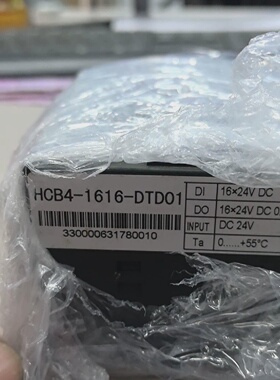 HCB4-1616-DTD01
330000631780010
DI 16×24V DC
DO 16×24V DC 0
INPUT DC 24V
Ta 0.....+55°C